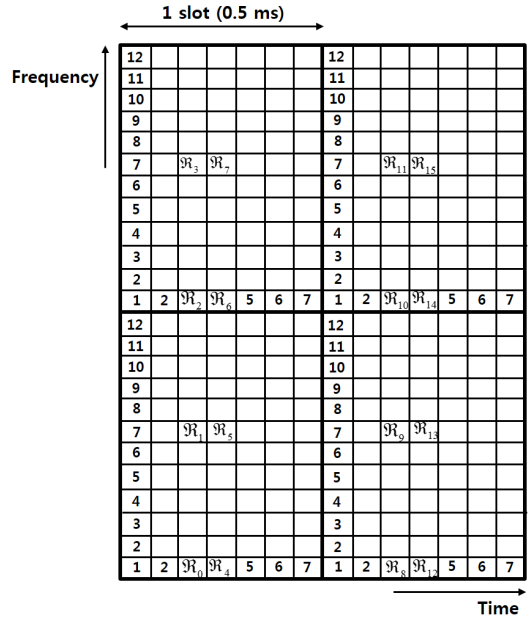 1 slot (0.5 ms)
Frequency
12 12
11 11
10 10
9 9
8 8
7 ℜ3 ℜ7 7 ℜ11 ℜ15
6 6
5 5
4 4
3 3
2 2
1 2 ℜ2 ℜ6 5 6 7 1 2 ℜ10 ℜ14 5 6 7
12 12
11 11
10 10
9 9
8 8
7 ℜ1 ℜ5 7 ℜ9 ℜ13
6 6
5 5
4 4
3 3
2 2
1 2 ℜ0 ℜ4 5 6 7 1 2 ℜ8 ℜ12 5 6 7
Time